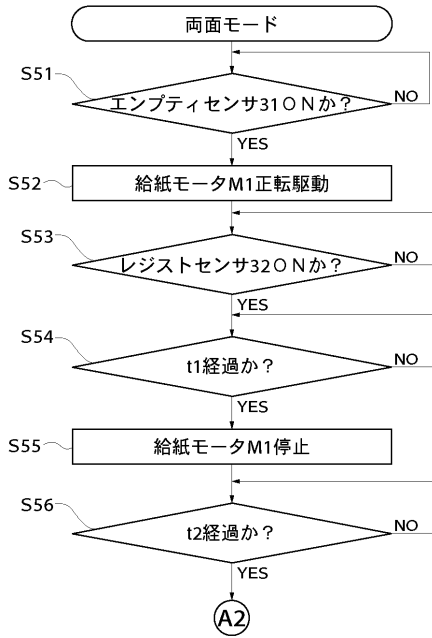 両面モード
S51
エンプティセンサ31ＯＮか？
NO
YES
S52
給紙モータM1正転駆動
S53
レジストセンサ32ＯＮか？
NO
YES
S54
t1経過か？
NO
YES
S55
給紙モータM1停止
S56
t2経過か？
NO
YES
A2